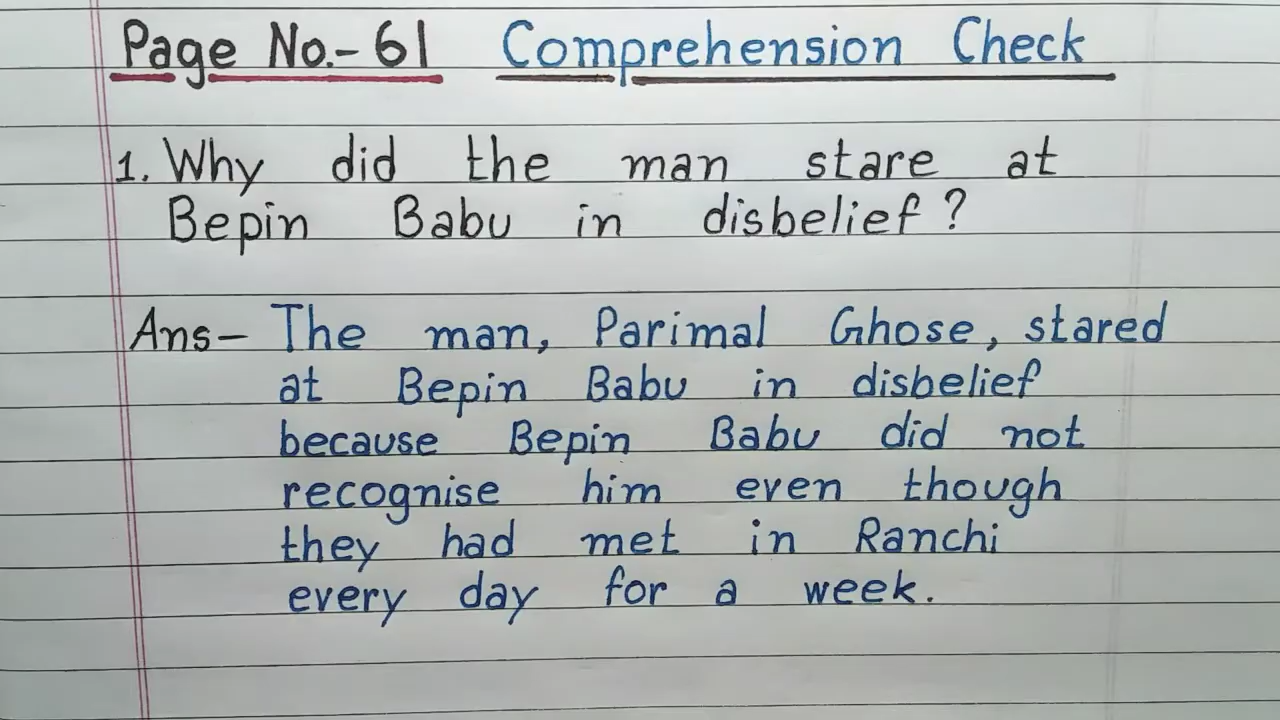 Page No.- 61 Comprehension Check
1. Why did the man stare at
Bepin Babu in disbelief ?
Ans- The man, Parimal Ghose, stared
at Bepin Babu in disbelief
because Bepin Babu did not
recognise him even though
they had met in Ranchi
every day for a week.